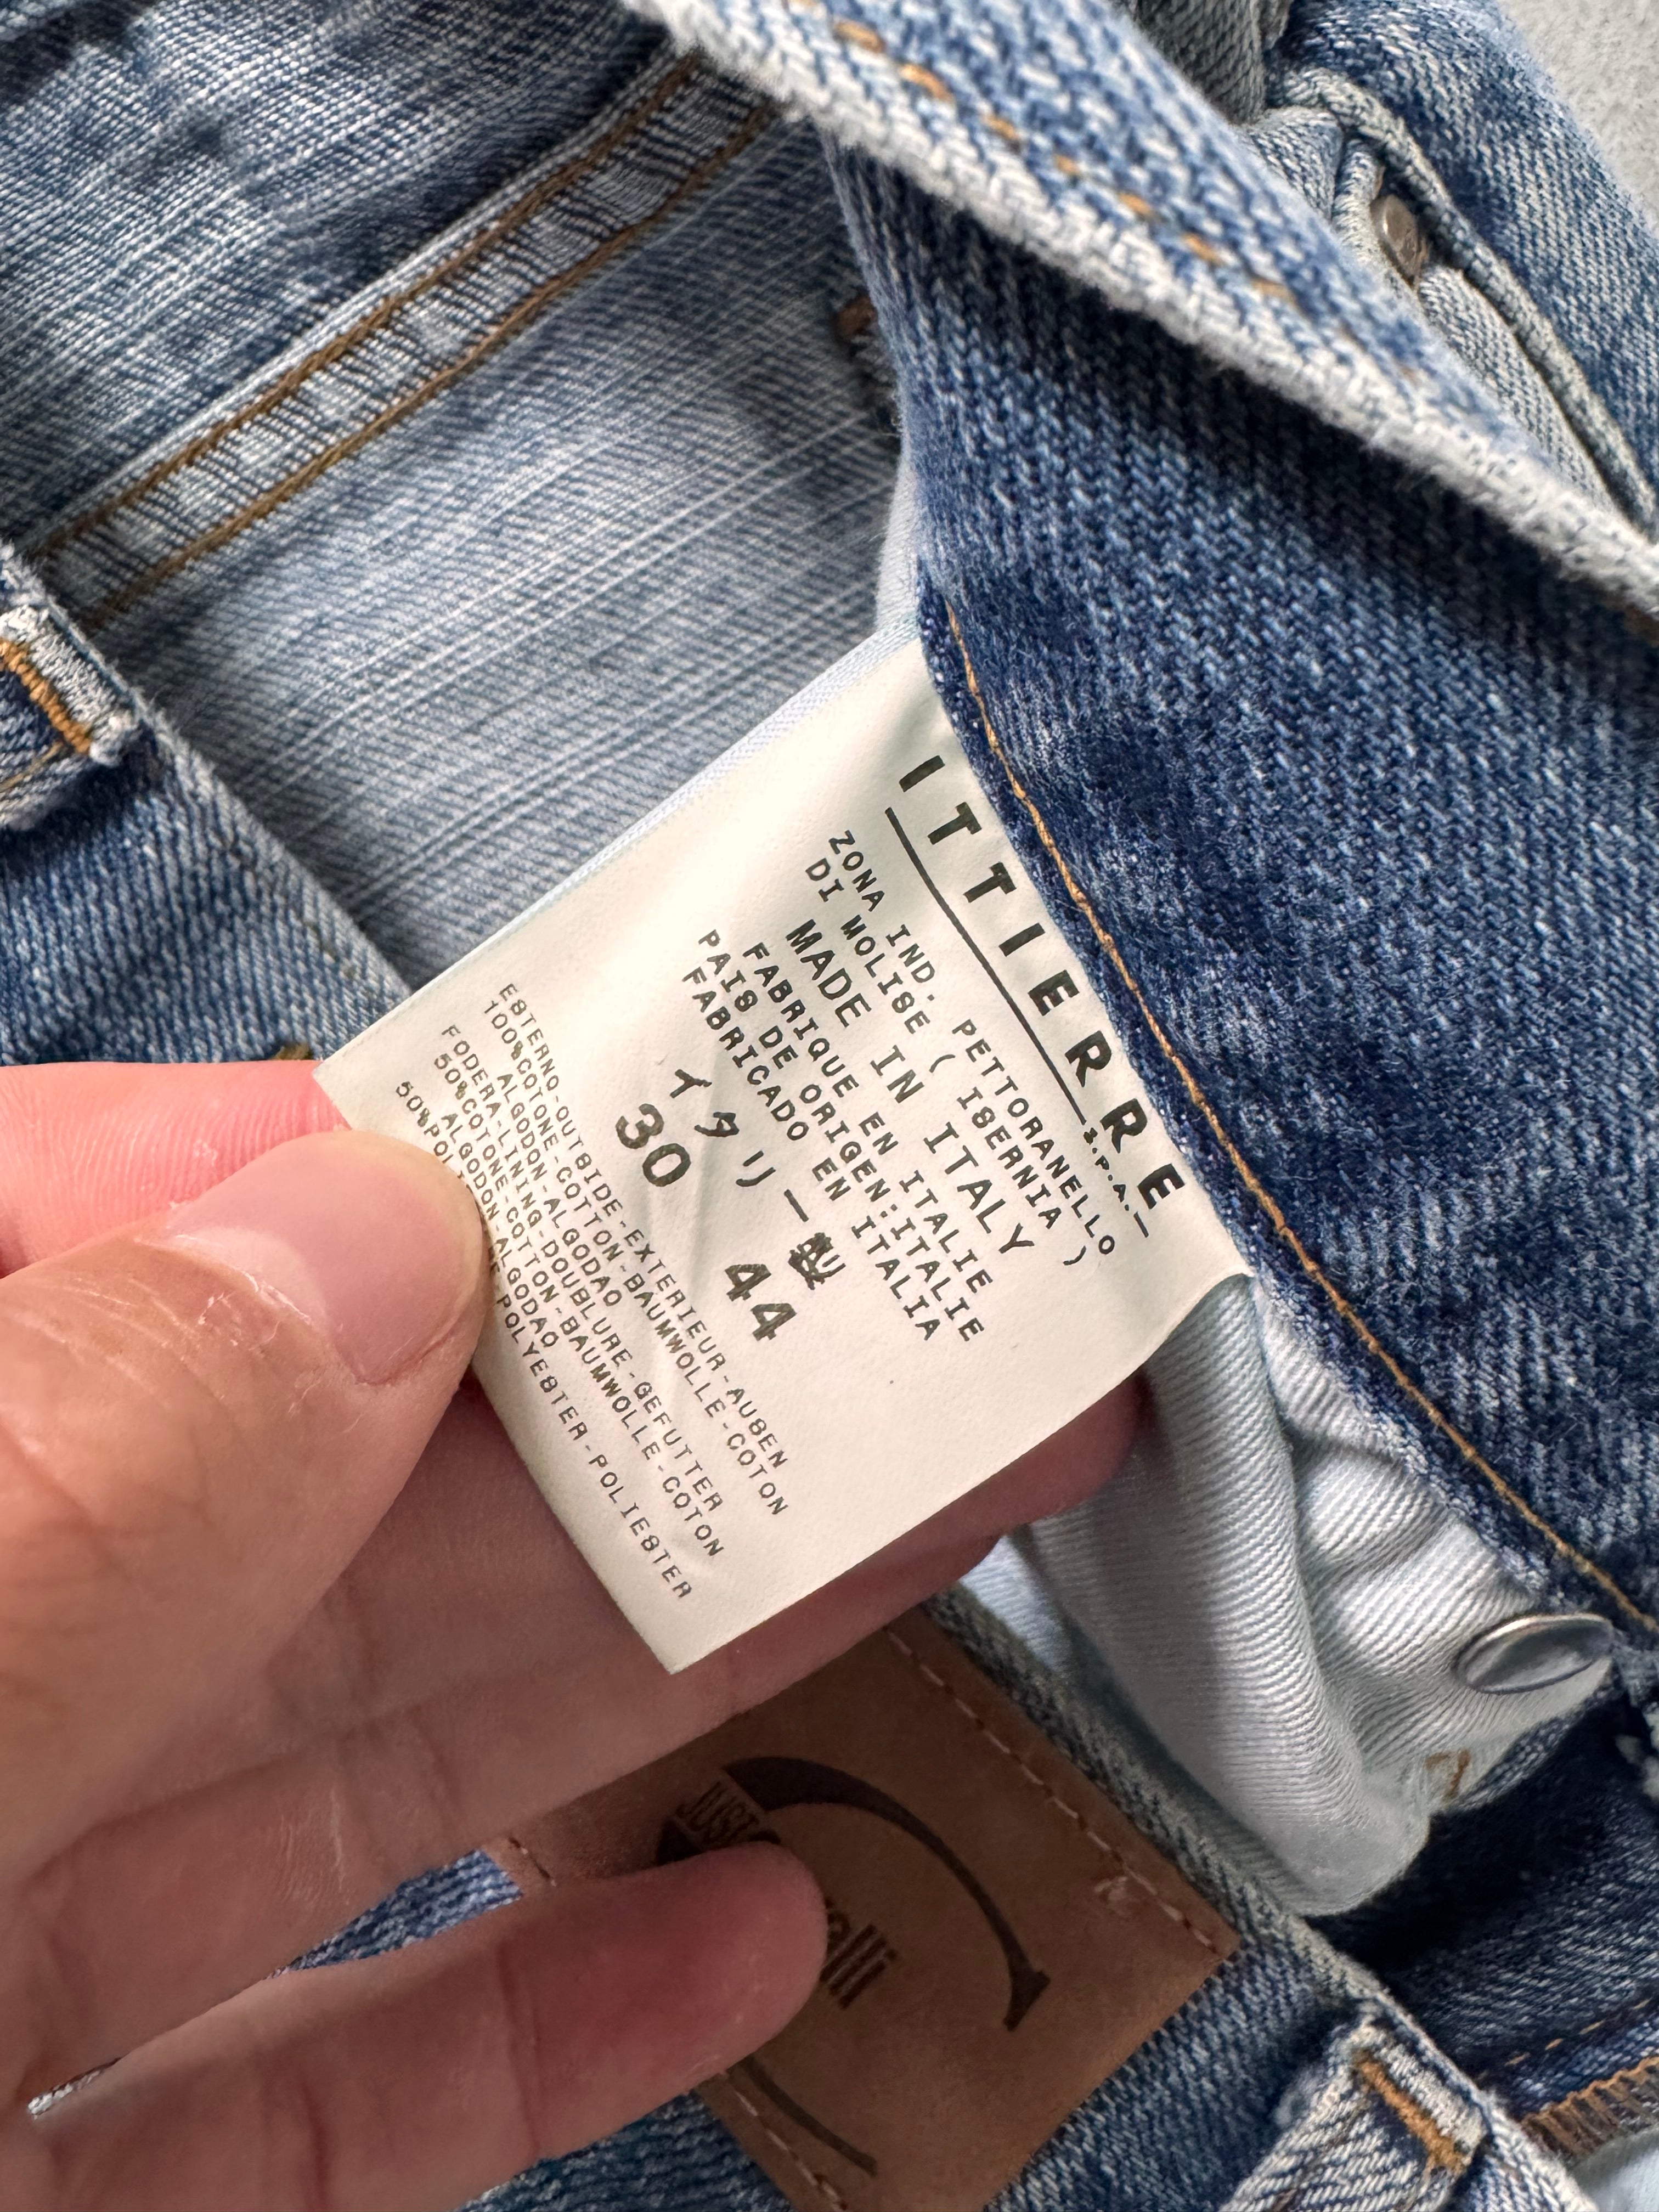 ITTIERRE
S.P.A.
ZONA IND. PETTORANELLO
DI MOLISE ( ISERNIA )
MADE IN ITALY
FABRIQUE EN ITALIE
PAIS DE ORIGEN:ITALIE
FABRICADO EN ITALIA
イタリー製
30 44
ESTERNO-OUTSIDE-EXTERIEUR-AUBEN
100%COTONE-COTTON-BAUMWOLLE-COTON
ALGODON-ALGODAO
FODERA-LINING-DOUBLURE-GEFUTTER
50%COTONE-COTTON-BAUMWOLLE-COTON
ALGODON-ALGODAO
POLYESTER-POLIESTER
JUST